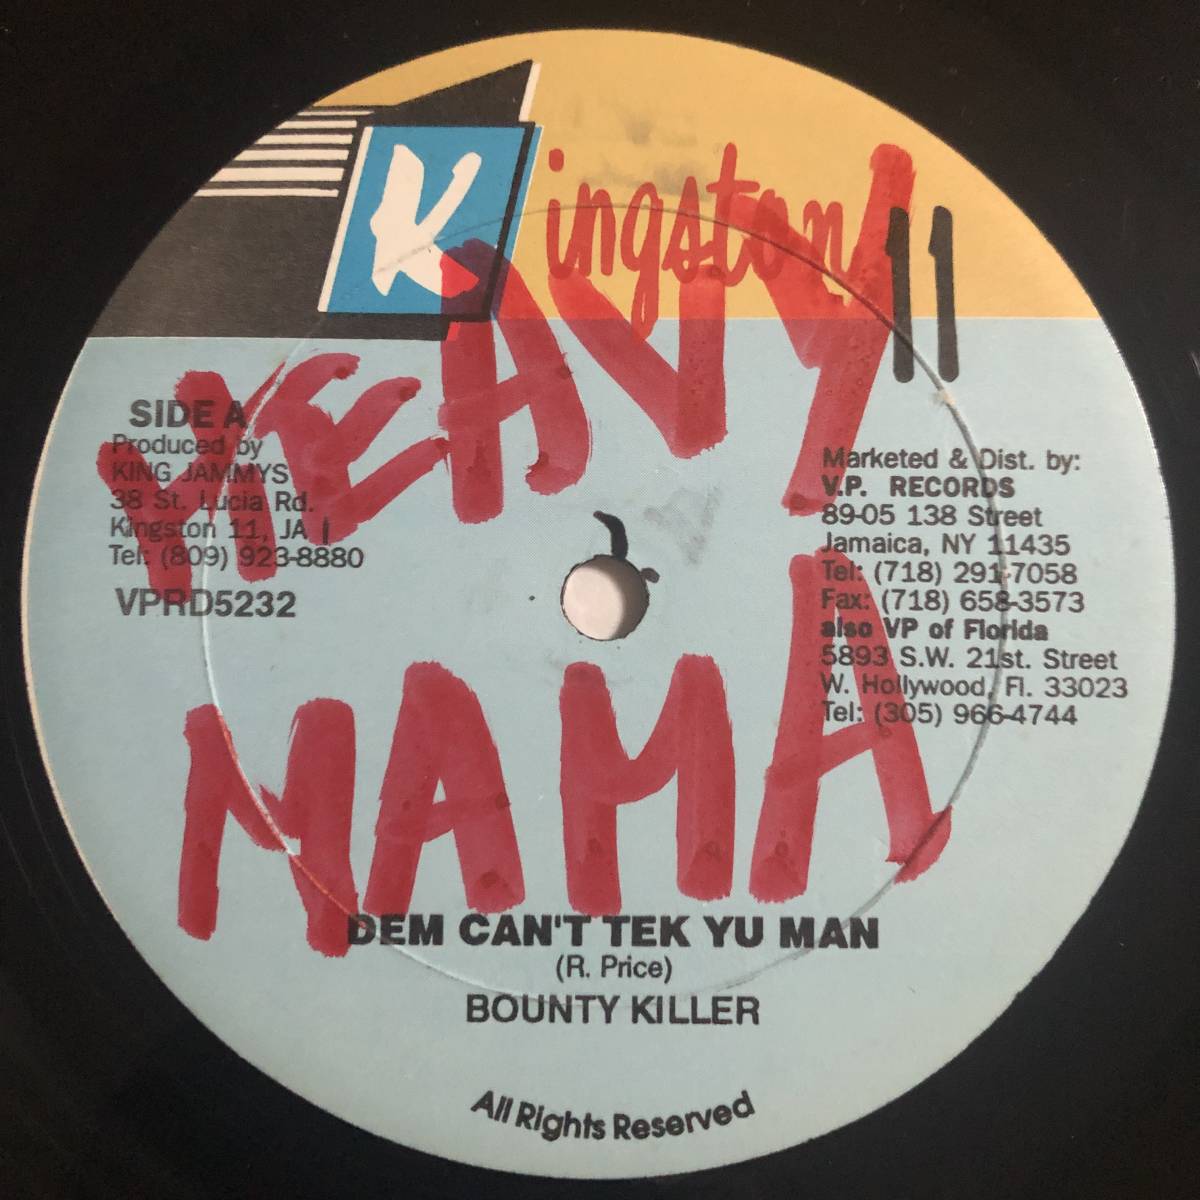 Kingston 11
HEAVY
MAMA
SIDE A
Produced by
KING JAMMYS
38 St. Lucia Rd.
Kingston 11, JA
Tel: (809) 923-8880
VPRD5232
Marketed & Dist. by:
V.P. RECORDS
89-05 138 Street
Jamaica, NY 11435
Tel: (718) 291-7058
Fax: (718) 658-3573
also VP of Florida
5893 S.W. 21st. Street
W. Hollywood, Fl. 33023
Tel: (305) 966-4744
DEM CAN'T TEK YU MAN
(R. Price)
BOUNTY KILLER
All Rights Reserved